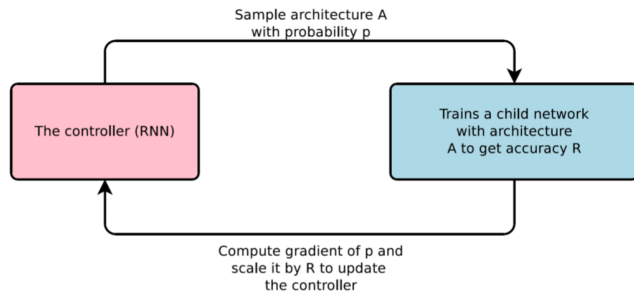 Sample architecture A
with probability p
The controller (RNN)
Trains a child network
with architecture
A to get accuracy R
Compute gradient of p and
scale it by R to update
the controller